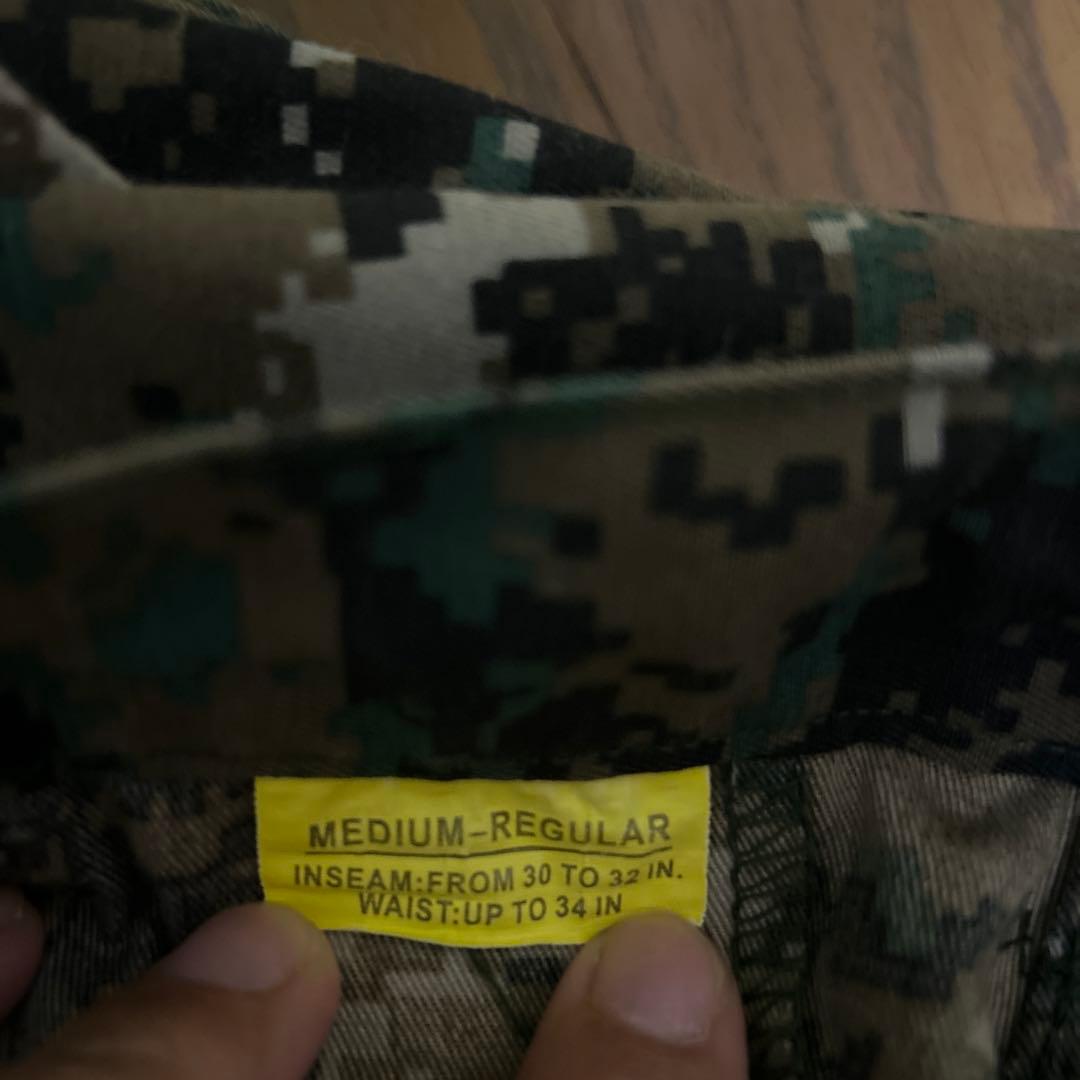 MEDIUM-REGULAR
INSEAM:FROM 30 TO 32 IN.
WAIST:UP TO 34 IN